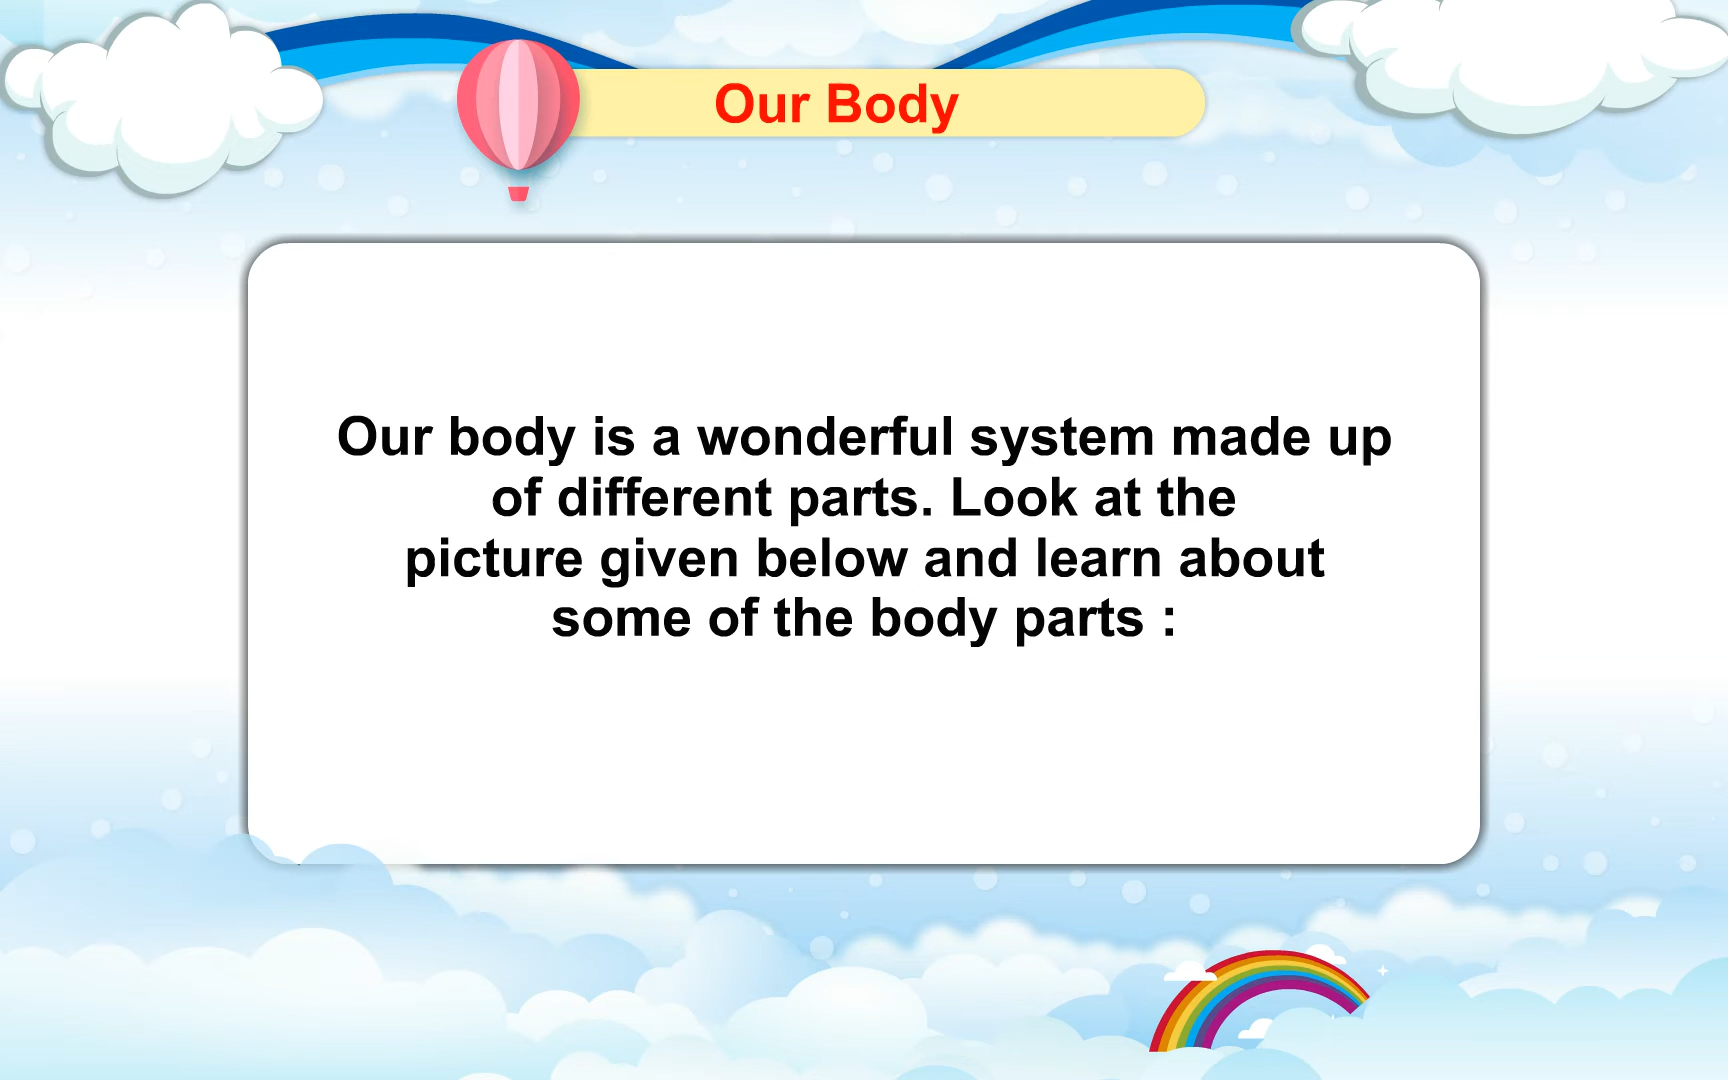 Our Body
Our body is a wonderful system made up
of different parts. Look at the
picture given below and learn about
some of the body parts :